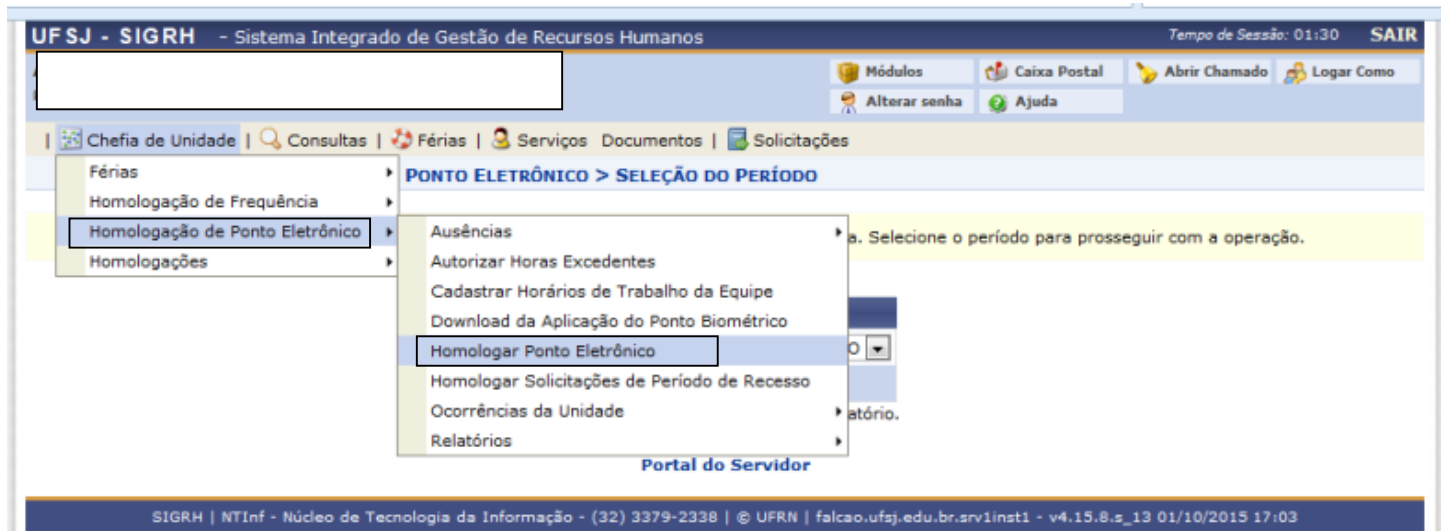 UFSJ - SIGRH - Sistema Integrado de Gestão de Recursos Humanos Tempo de Sessão: 01:30 SAIR
Módulos Caixa Postal Abrir Chamado Logar Como
Alterar senha Ajuda
| Chefia de Unidade | Consultas | Férias | Serviços Documentos | Solicitações
Férias
PONTO ELETRÔNICO > SELEÇÃO DO PERÍODO
Homologação de Frequência
Homologação de Ponto Eletrônico
Homologações
Ausências
a. Selecione o período para prosseguir com a operação.
Autorizar Horas Excedentes
Cadastrar Horários de Trabalho da Equipe
Download da Aplicação do Ponto Biométrico
Homologar Ponto Eletrônico
O
Homologar Solicitações de Período de Recesso
Ocorrências da Unidade
atório.
Relatórios
Portal do Servidor
SIGRH | NTInf - Núcleo de Tecnologia da Informação - (32) 3379-2338 | © UFRN | falcao.ufsj.edu.br.srv1inst1 - v4.15.8.s_13 01/10/2015 17:03